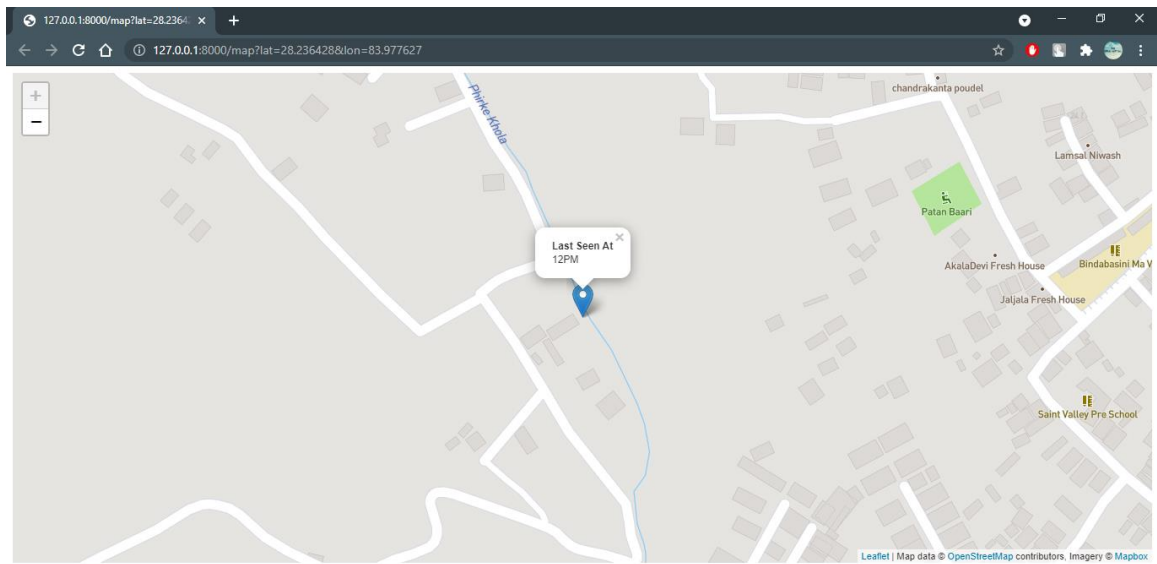 127.0.0.1:8000/map?lat=28.2364
127.0.0.1:8000/map?lat=28.236428&lon=83.977627
+
−
Phirke Khola
chandrakanta poudel
Lamsal Niwash
Patan Baari
Last Seen At
12PM
AkalaDevi Fresh House
Bindabasini Ma V
Jaljala Fresh House
Saint Valley Pre School
Leaflet | Map data © OpenStreetMap contributors, Imagery © Mapbox